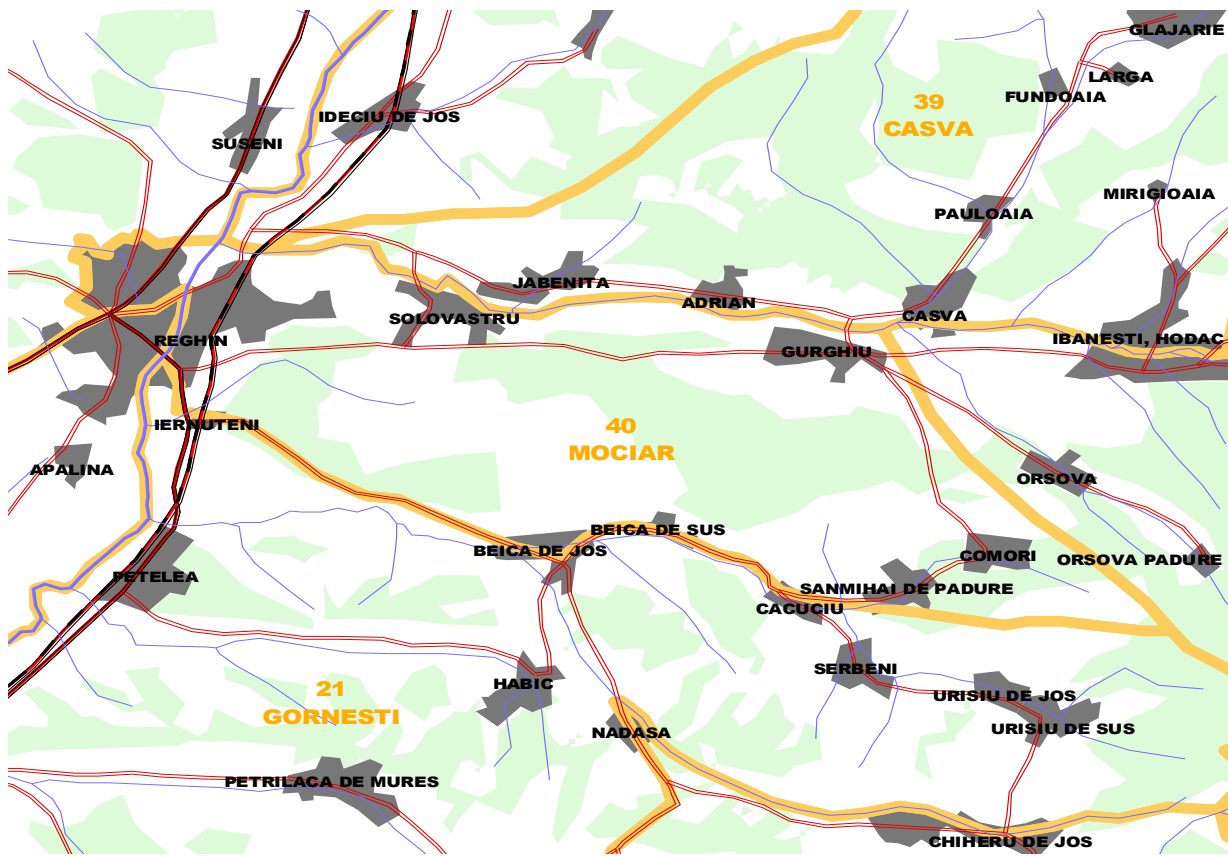 GLAJARIE
LARGA
FUNDOAIA
39
CASVA
IDECIU DE JOS
SUSENI
MIRIGIOAIA
PAULOAIA
JABENITA
ADRIAN
SOLOVASTRU
CASVA
REGHIN
GURGHIU
IBANESTI, HODAC
IERNUTENI
40
MOCIAR
APALINA
ORSOVA
BEICA DE SUS
BEICA DE JOS
COMORI
ORSOVA PADURE
PETELEA
SANMIHAI DE PADURE
CACUCIU
SERBENI
HABIC
21
GORNESTI
URISIU DE JOS
NADASA
URISIU DE SUS
PETRILACA DE MURES
CHIHERU DE JOS